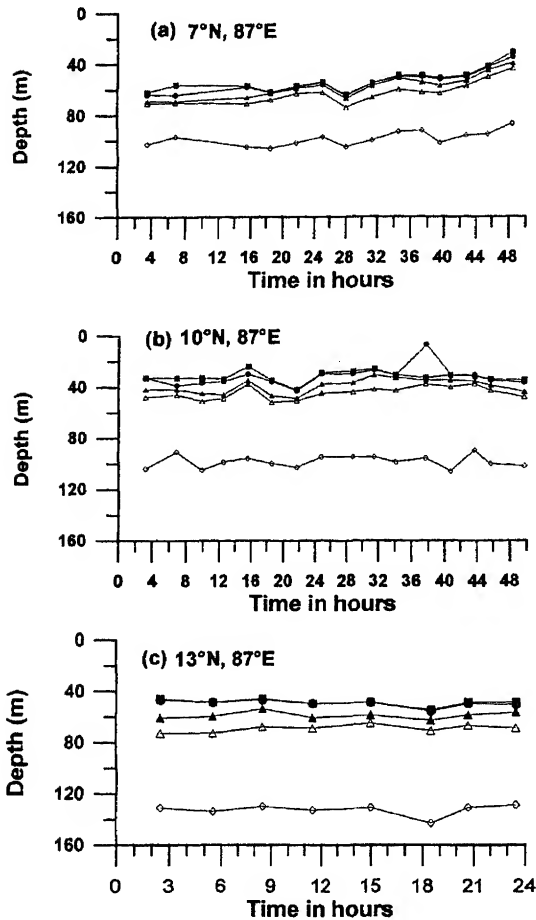 0
40
80
120
160
Depth (m)
(a) 7°N, 87°E
0 4 8 12 16 20 24 28 32 36 40 44 48
Time in hours
0
40
80
120
160
Depth (m)
(b) 10°N, 87°E
0 4 8 12 16 20 24 28 32 36 40 44 48
Time in hours
0
40
80
120
160
Depth (m)
(c) 13°N, 87°E
0 3 6 9 12 15 18 21 24
Time in hours